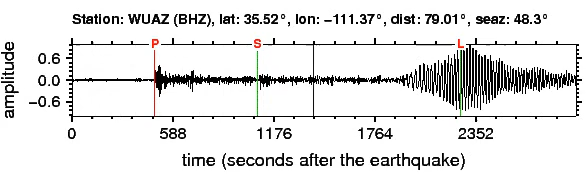 Station: WUAZ (BHZ), lat: 35.52°, lon: −111.37°, dist: 79.01°, seaz: 48.3°
P S L
amplitude
0.6
0.0
−0.6
0 588 1176 1764 2352
time (seconds after the earthquake)